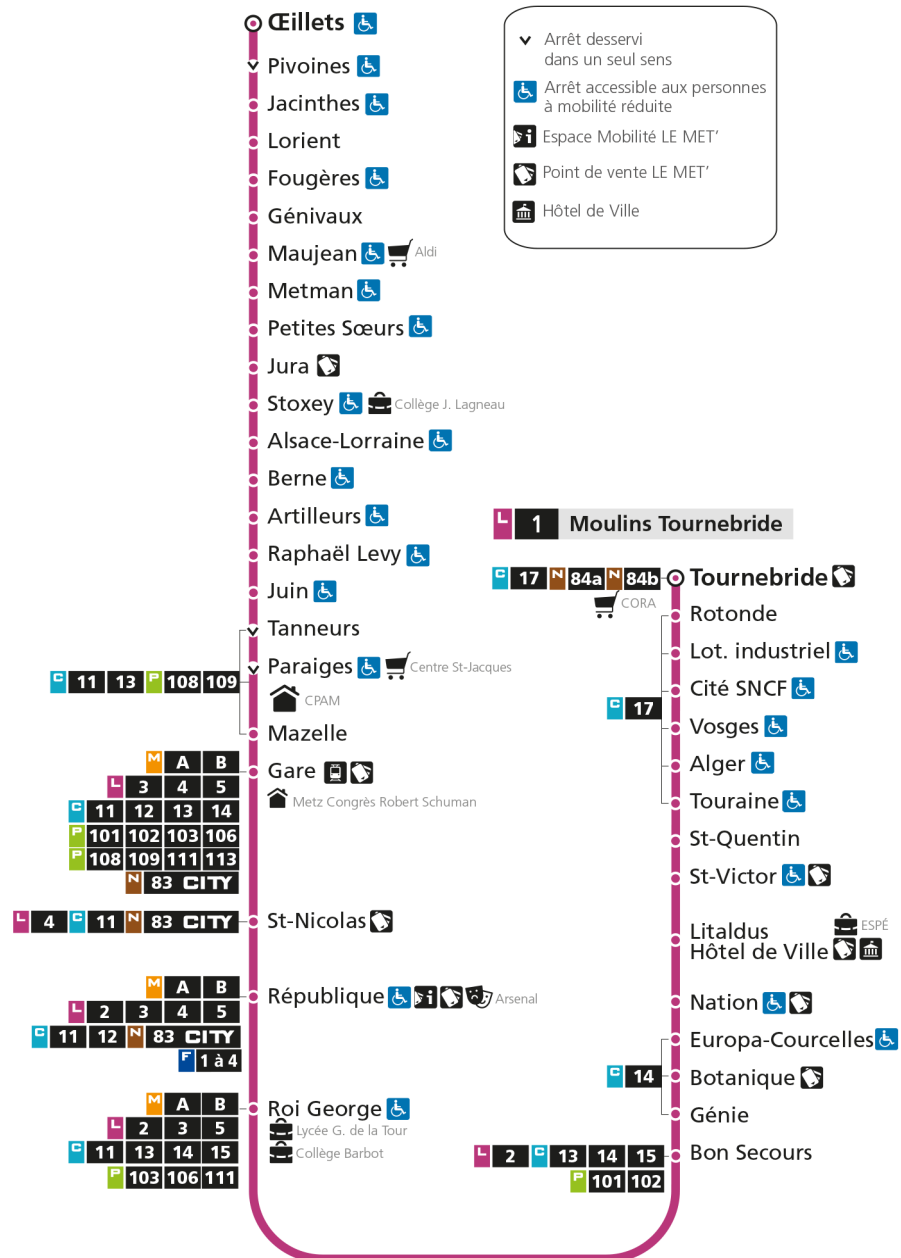 Œillets
Pivoines
Jacinthes
Lorient
Fougères
Génivaux
Maujean Aldi
Metman
Petites Sœurs
Jura
Stoxey Collège J. Lagneau
Alsace-Lorraine
Berne
Artilleurs
Raphaël Levy
Juin
Tanneurs
Paraiges Centre St-Jacques
C 11 13 P 108 109
CPAM
Mazelle
M A B
Gare
L 3 4 5
Metz Congrès Robert Schuman
C 11 12 13 14
P 101 102 103 106
P 108 109 111 113
N 83 CITY
L 4 C 11 N 83 CITY St-Nicolas
M A B
République i Arsenal
L 2 3 4 5
C 11 12 N 83 CITY
F 1 à 4
M A B
Roi George
L 2 3 5
Lycée G. de la Tour
C 11 13 14 15
Collège Barbot
P 103 106 111
Arrêt desservi
dans un seul sens
Arrêt accessible aux personnes
à mobilité réduite
i Espace Mobilité LE MET’
Point de vente LE MET’
Hôtel de Ville
L 1 Moulins Tournebride
C 17 N 84a N 84b Tournebride
CORA
Rotonde
Lot. industriel
Cité SNCF
C 17
Vosges
Alger
Touraine
St-Quentin
St-Victor
Litaldus ESPÉ
Hôtel de Ville
Nation
Europa-Courcelles
C 14 Botanique
Génie
L 2 C 13 14 15 Bon Secours
P 101 102